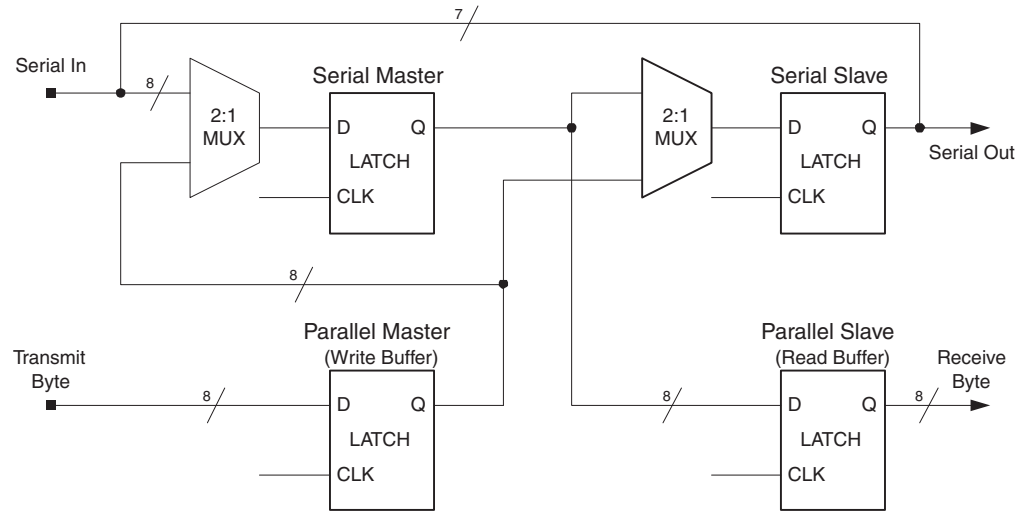 7
Serial In
8
2:1
MUX
Serial Master
D Q
LATCH
CLK
2:1
MUX
Serial Slave
D Q
LATCH
CLK
Serial Out
8
Transmit
Byte
8
Parallel Master
(Write Buffer)
D Q
LATCH
CLK
8
Parallel Slave
(Read Buffer)
D Q
LATCH
CLK
8
Receive
Byte